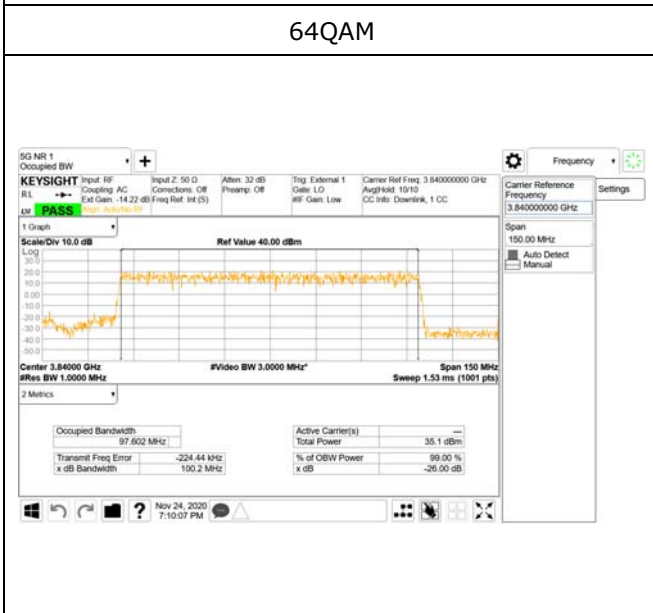 64QAM
5G NR 1
Occupied BW
Frequency
KEYSIGHT
Input: RF
Input Z: 50 Ω
Atten: 32 dB
Trig: External 1
Carrier Ref Freq: 3.840000000 GHz
RL
Coupling: AC
Corrections: Off
Preamp: Off
Gate: LO
Avg|Hold: 10/10
Ext Gain: -14.22 dB
Freq Ref: Int (S)
#IF Gain: Low
CC Info: Downlink, 1 CC
PASS
Align: Auto/No RF
Carrier Reference
Frequency
3.840000000 GHz
Settings
Span
150.00 MHz
Auto Detect
Manual
1 Graph
Scale/Div 10.0 dB
Ref Value 40.00 dBm
Log
30.0
20.0
10.0
0.00
-10.0
-20.0
-30.0
-40.0
-50.0
Center 3.84000 GHz
#Video BW 3.0000 MHz*
Span 150 MHz
#Res BW 1.0000 MHz
Sweep 1.53 ms (1001 pts)
2 Metrics
Occupied Bandwidth
97.602 MHz
Active Carrier(s)
---
Total Power
35.1 dBm
Transmit Freq Error
-224.44 kHz
% of OBW Power
99.00 %
x dB Bandwidth
100.2 MHz
x dB
-26.00 dB
Nov 24, 2020
7:10:07 PM